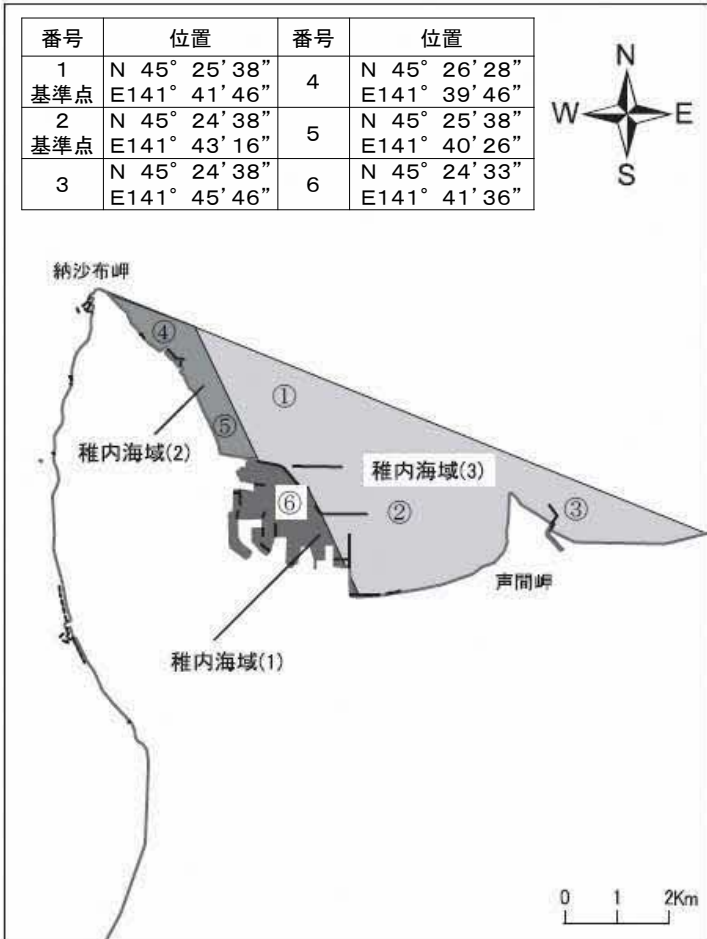 番号 位置 番号 位置
1 基準点 N 45° 25'38” E141° 41'46” 4 N 45° 26'28” E141° 39'46”
2 基準点 N 45° 24'38” E141° 43'16” 5 N 45° 25'38” E141° 40'26”
3 N 45° 24'38” E141° 45'46” 6 N 45° 24'33” E141° 41'36”
N
W E
S
納沙布岬
④
①
⑤
稚内海域(2)
稚内海域(3)
⑥
②
③
声問岬
稚内海域(1)
0 1 2Km